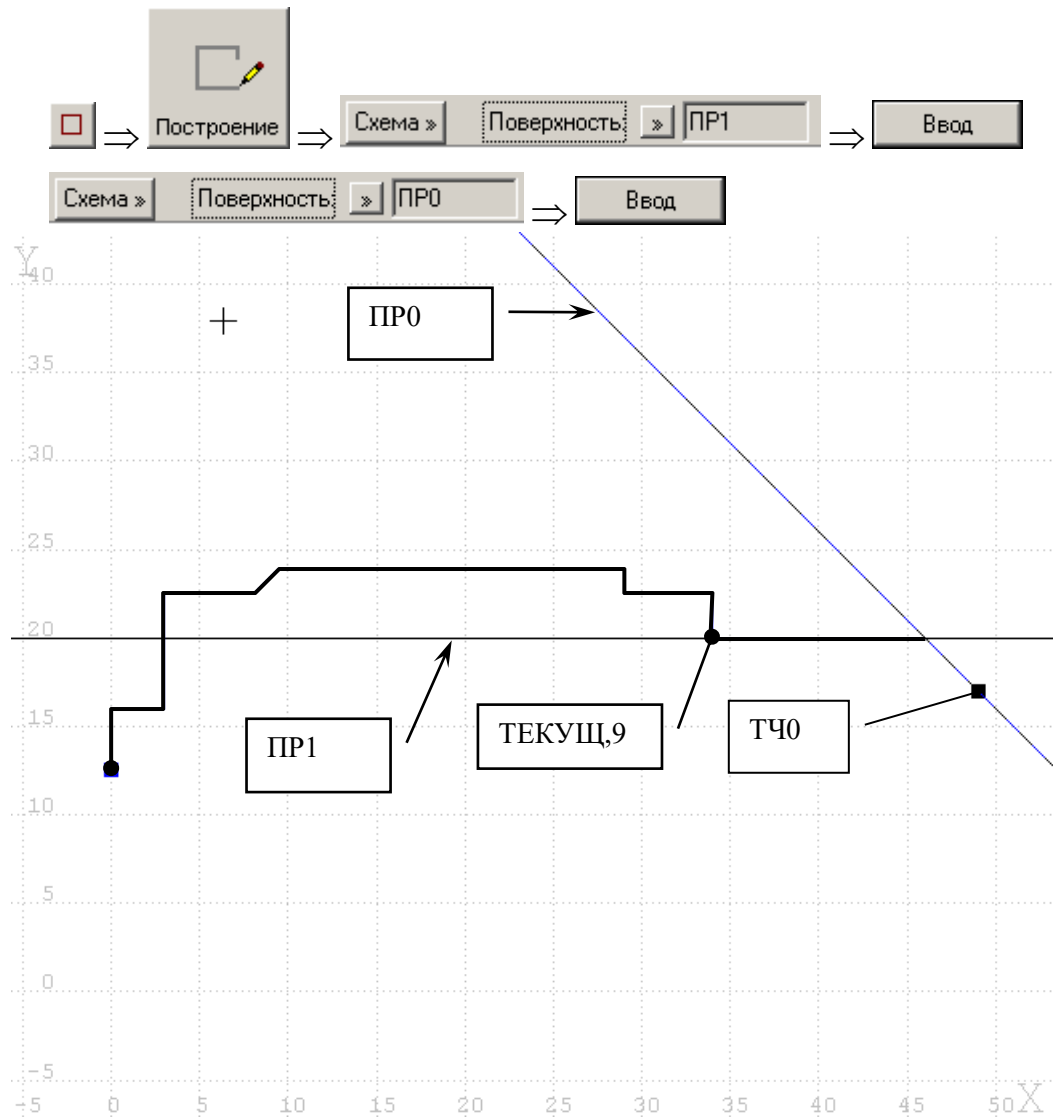 Построение ⇒ Схема » Поверхность: » ПР1 ⇒ Ввод
Схема » Поверхность: » ПР0 ⇒ Ввод
Y
40
ПР0
35
30
25
20
15
ПР1
ТЕКУЩ,9
ТЧ0
10
5
0
-5
-5 0 5 10 15 20 25 30 35 40 45 50 X